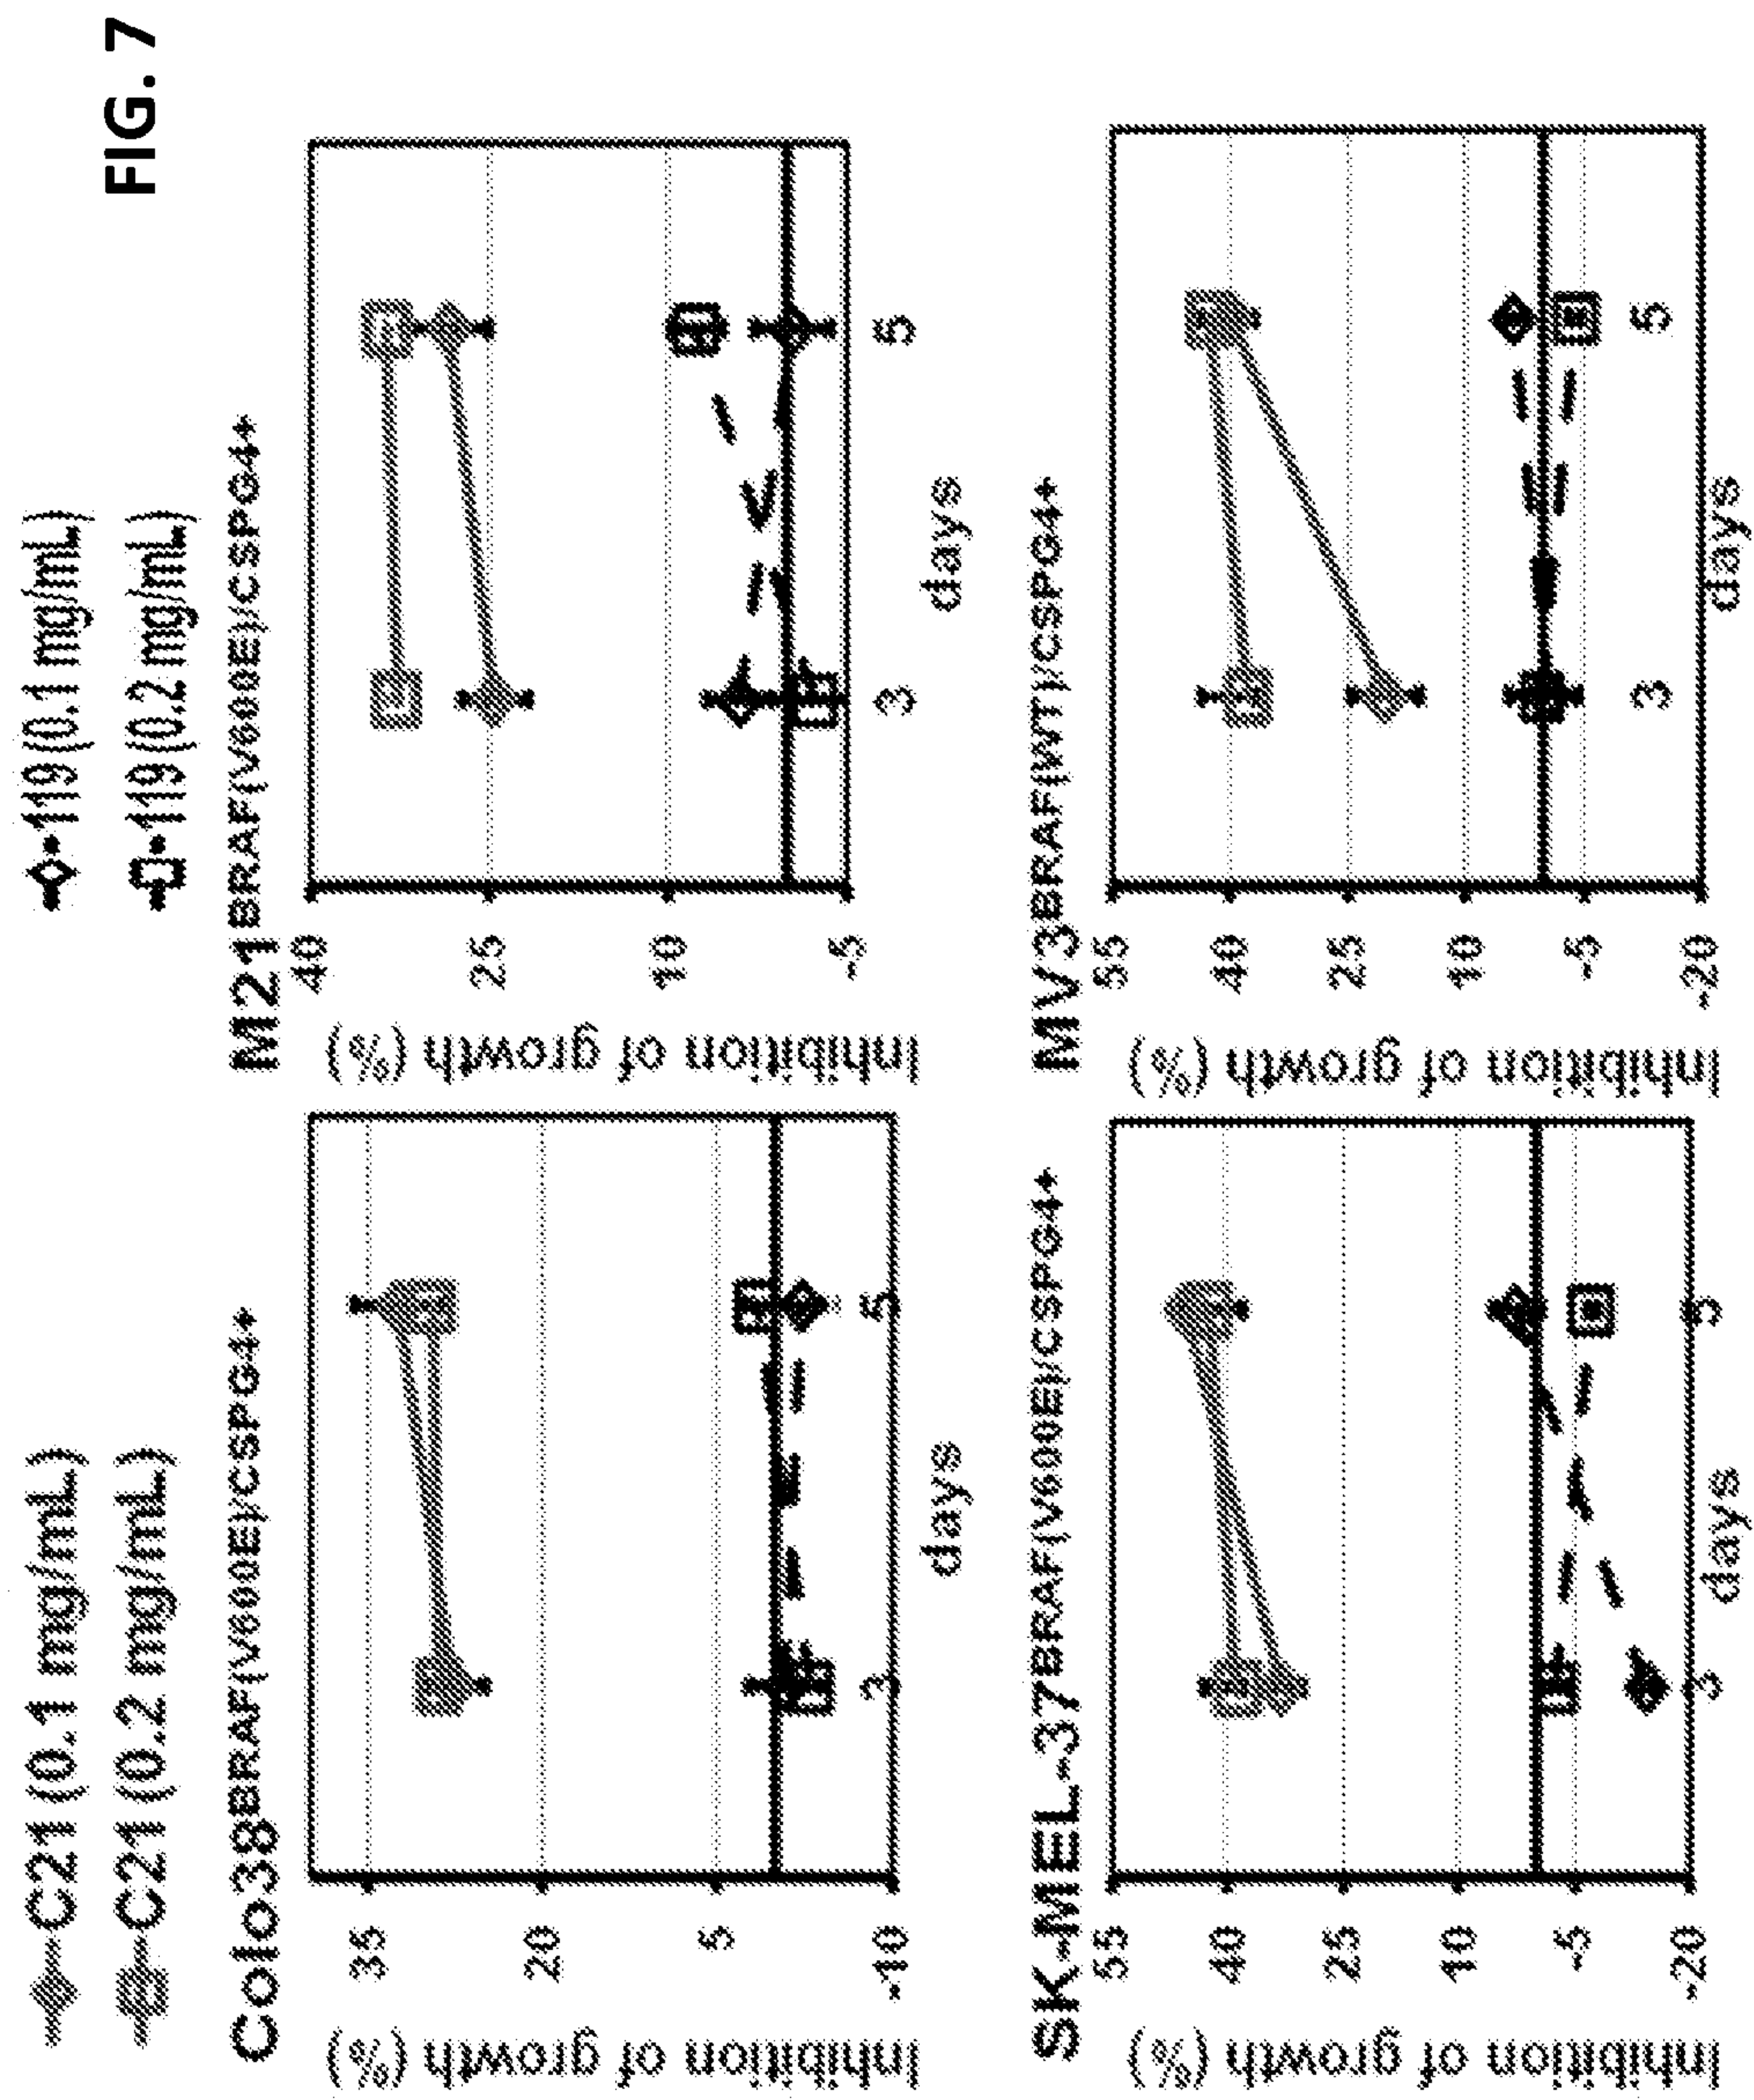 FIG. 7
C21 (0.1 mg/mL)
119 (0.1 mg/mL)
C21 (0.2 mg/mL)
119 (0.2 mg/mL)
Colo38BRAF(V600E)/CSPG4+
Inhibition of growth (%)
35
20
5
-10
3
5
days
M21BRAF(V600E)/CSPG4+
Inhibition of growth (%)
40
25
10
-5
3
5
days
SK-MEL-37BRAF(V600E)/CSPG4+
Inhibition of growth (%)
55
40
25
10
-5
-20
3
5
days
MV3BRAF(WT)/CSPG4+
Inhibition of growth (%)
55
40
25
10
-5
-20
3
5
days